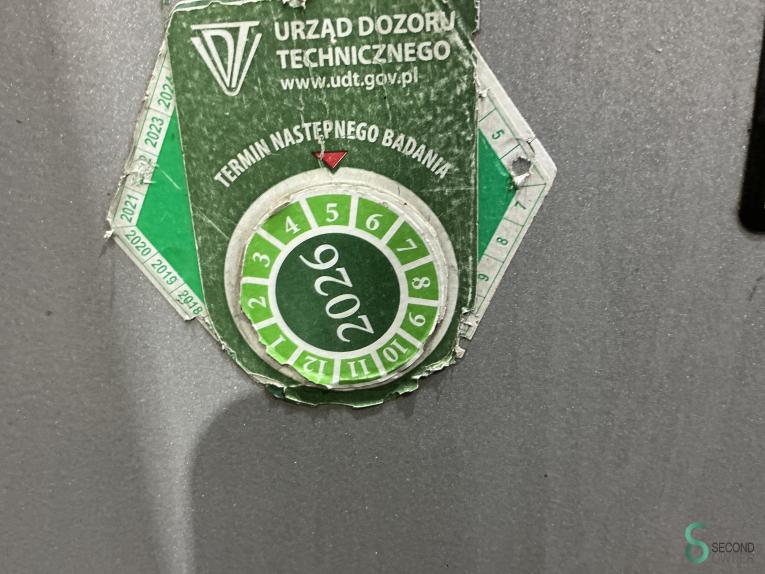 UDT
URZĄD DOZORU
TECHNICZNEGO
www.udt.gov.pl
TERMIN NASTĘPNEGO BADANIA
1 2 3 4 5 6 7 8 9 10 11 12
2026
2023
2021
2020
2019
2018
5
7
8
9
SECOND